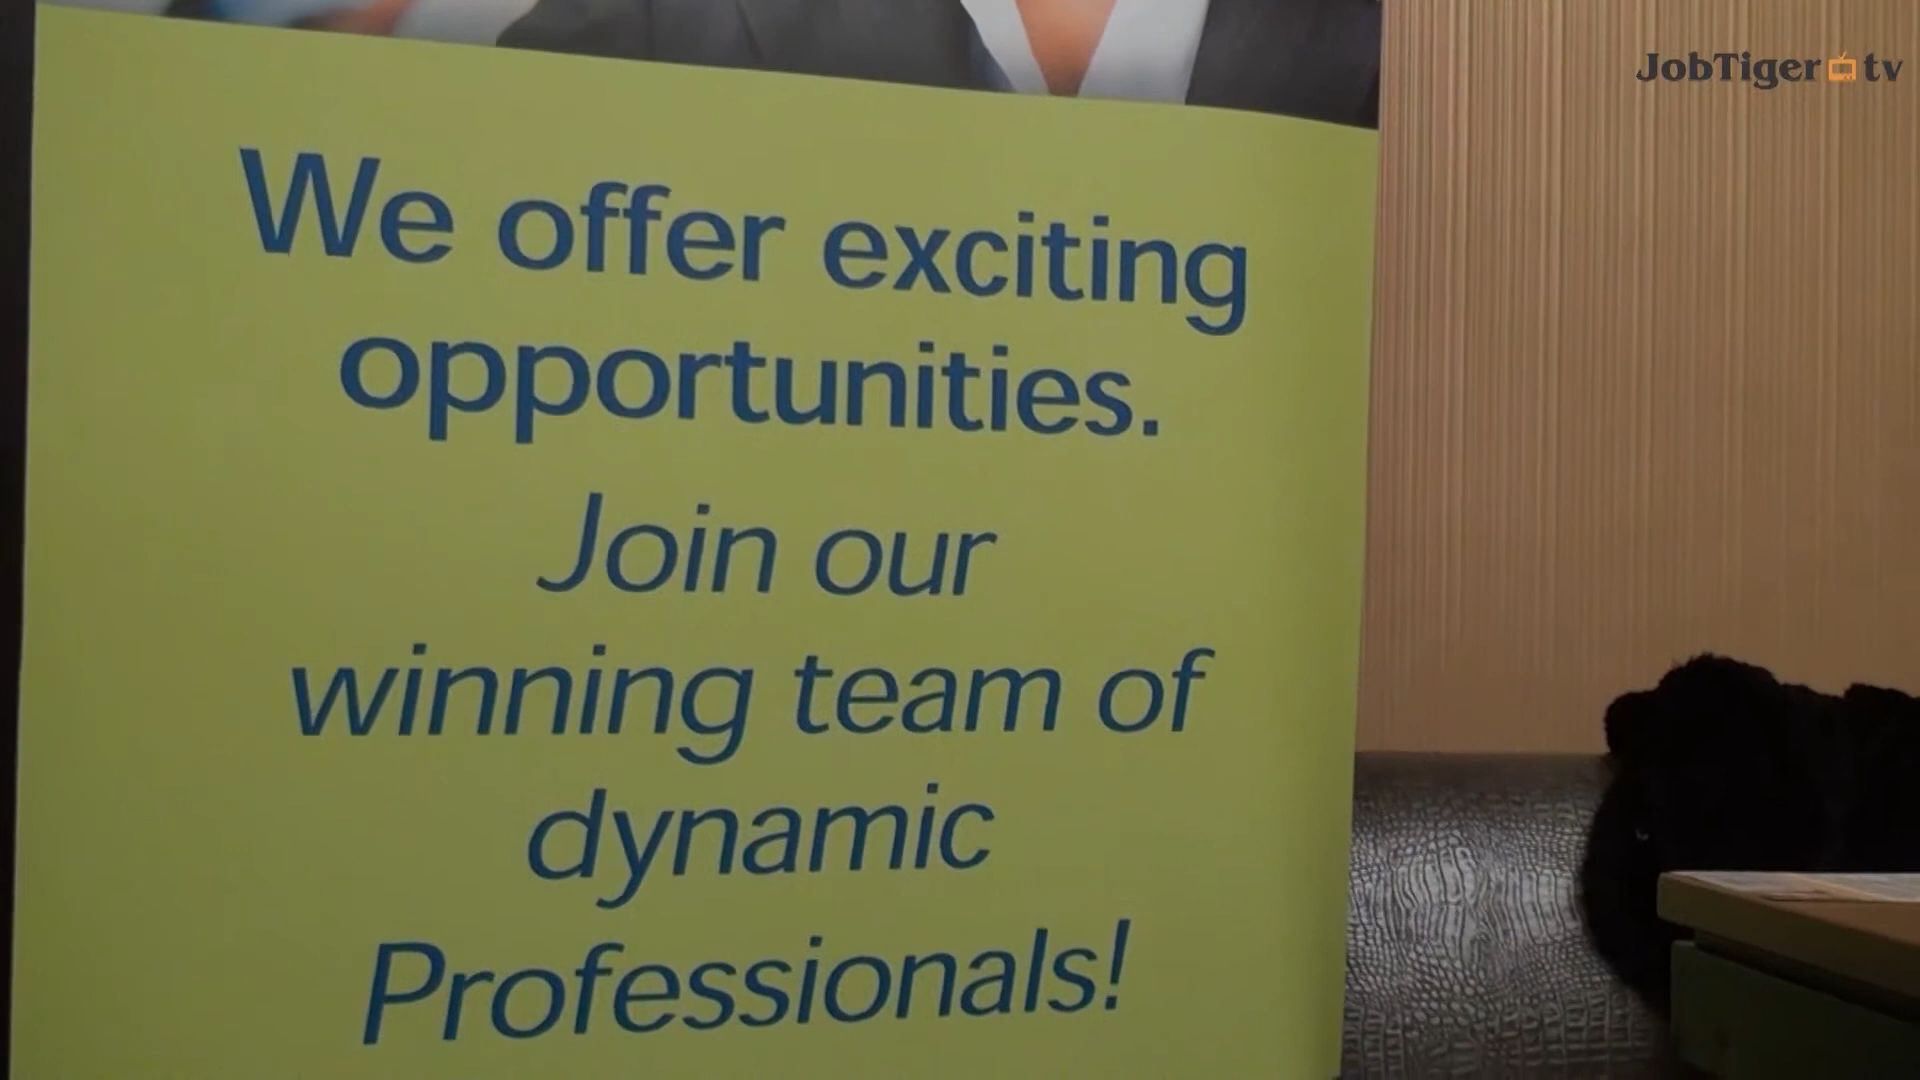 JobTiger tv
We offer exciting
opportunities.
Join our
winning team of
dynamic
Professionals!